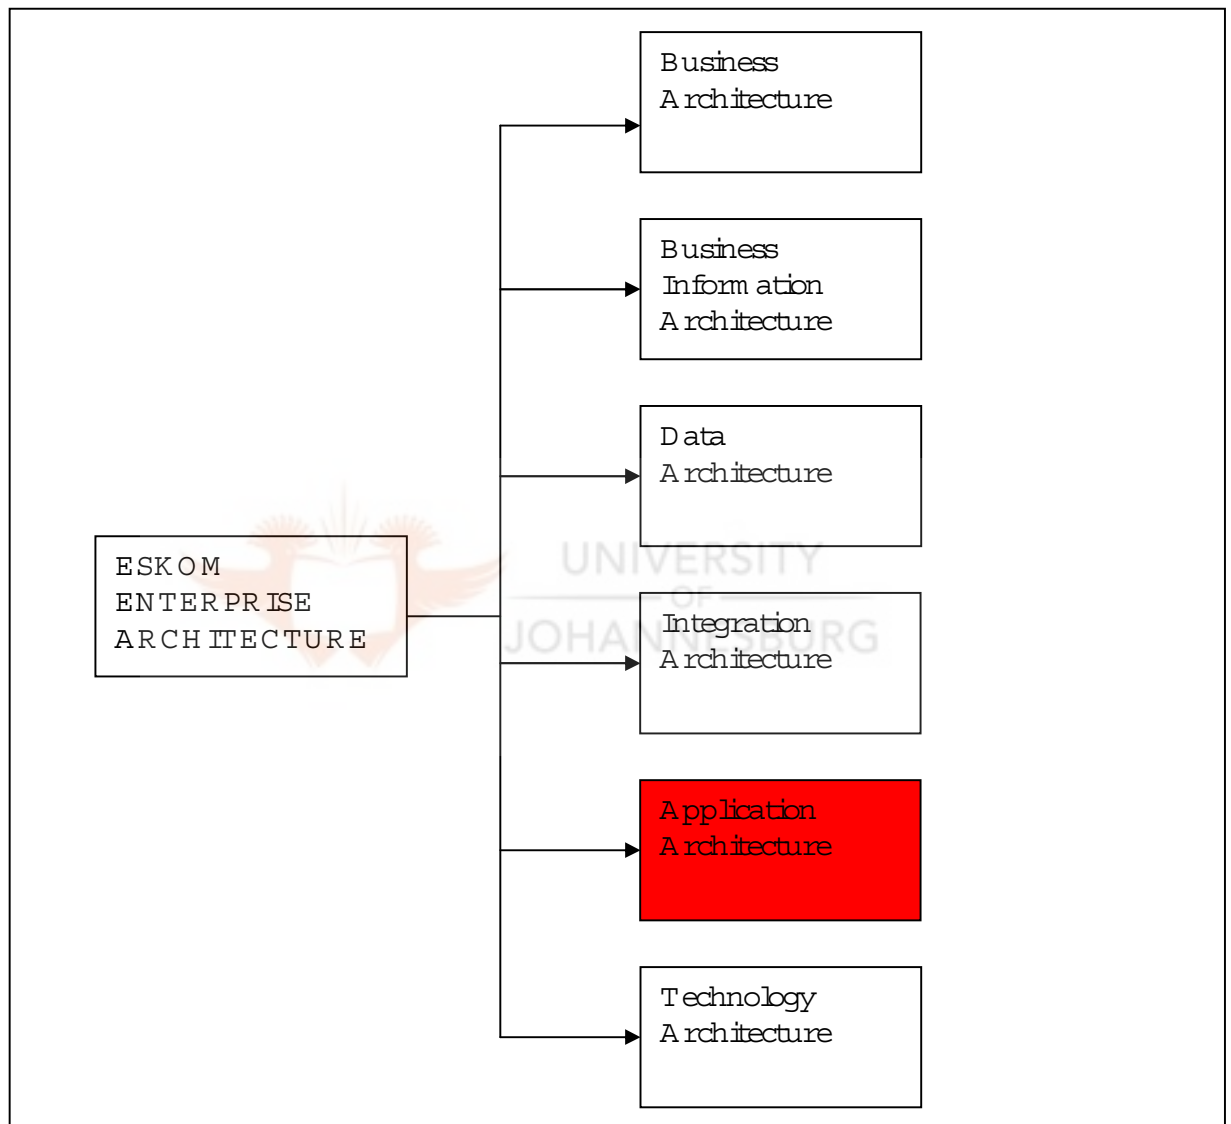 Business
Architecture
Business
Information
Architecture
Data
Architecture
ESKOM
ENTERPRISE
ARCHITECTURE
UNIVERSITY
OF
JOHANNESBURG
Integration
Architecture
Application
Architecture
Technology
Architecture